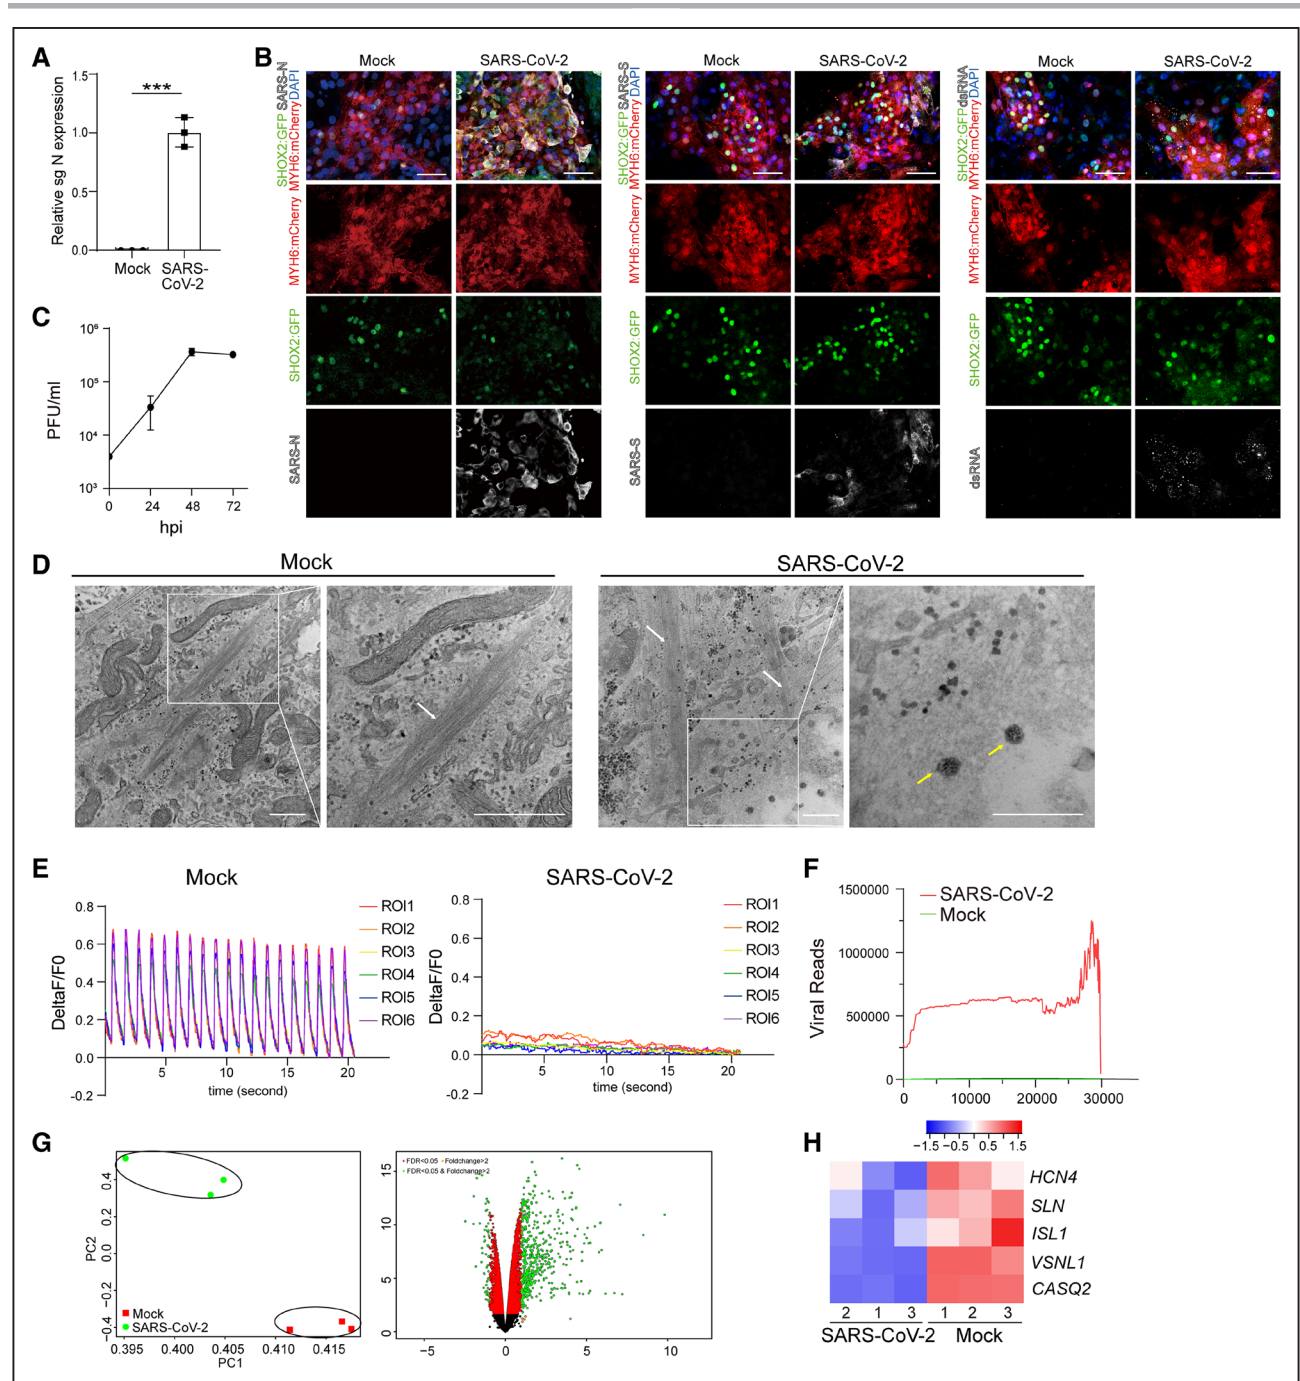 A
Relative sg N expression
1.5
1.0
0.5
0.0
***
Mock
SARS-
CoV-2
B
Mock
SARS-CoV-2
SHOX2:GFP SARS-N
MYH6:mCherry DAPI
MYH6:mCherry
SHOX2:GFP
SARS-N
Mock
SARS-CoV-2
SHOX2:GFP SARS-S
MYH6:mCherry DAPI
MYH6:mCherry
SHOX2:GFP
SARS-S
Mock
SARS-CoV-2
SHOX2:GFP dsRNA
MYH6:mCherry DAPI
MYH6:mCherry
SHOX2:GFP
dsRNA
C
PFU/ml
10⁶
10⁵
10⁴
10³
0 24 48 72
hpi
D
Mock
SARS-CoV-2
E
Mock
DeltaF/F0
0.8
0.6
0.4
0.2
0.0
-0.2
5 10 15 20
time (second)
ROI1
ROI2
ROI3
ROI4
ROI5
ROI6
SARS-CoV-2
DeltaF/F0
0.8
0.6
0.4
0.2
0.0
-0.2
5 10 15 20
time (second)
ROI1
ROI2
ROI3
ROI4
ROI5
ROI6
F
Viral Reads
1500000
1000000
500000
0
0 10000 20000 30000
SARS-CoV-2
Mock
G
PC2
0.4
0.2
0.0
−0.2
−0.4
Mock
SARS-CoV-2
0.395 0.400 0.405 0.410 0.415
PC1
FDR<0.05 Foldchange>2
FDR<0.05 & Foldchange>2
15
10
5
0
−5 0 5 10
H
−1.5 −0.5 0.5 1.5
HCN4
SLN
ISL1
VSNL1
CASQ2
2 1 3 1 2 3
SARS-CoV-2 Mock